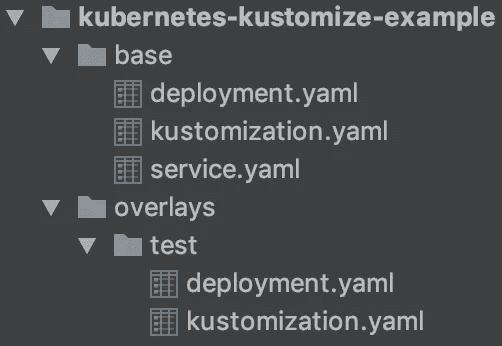 kubernetes-kustomize-example
base
deployment.yaml
kustomization.yaml
service.yaml
overlays
test
deployment.yaml
kustomization.yaml